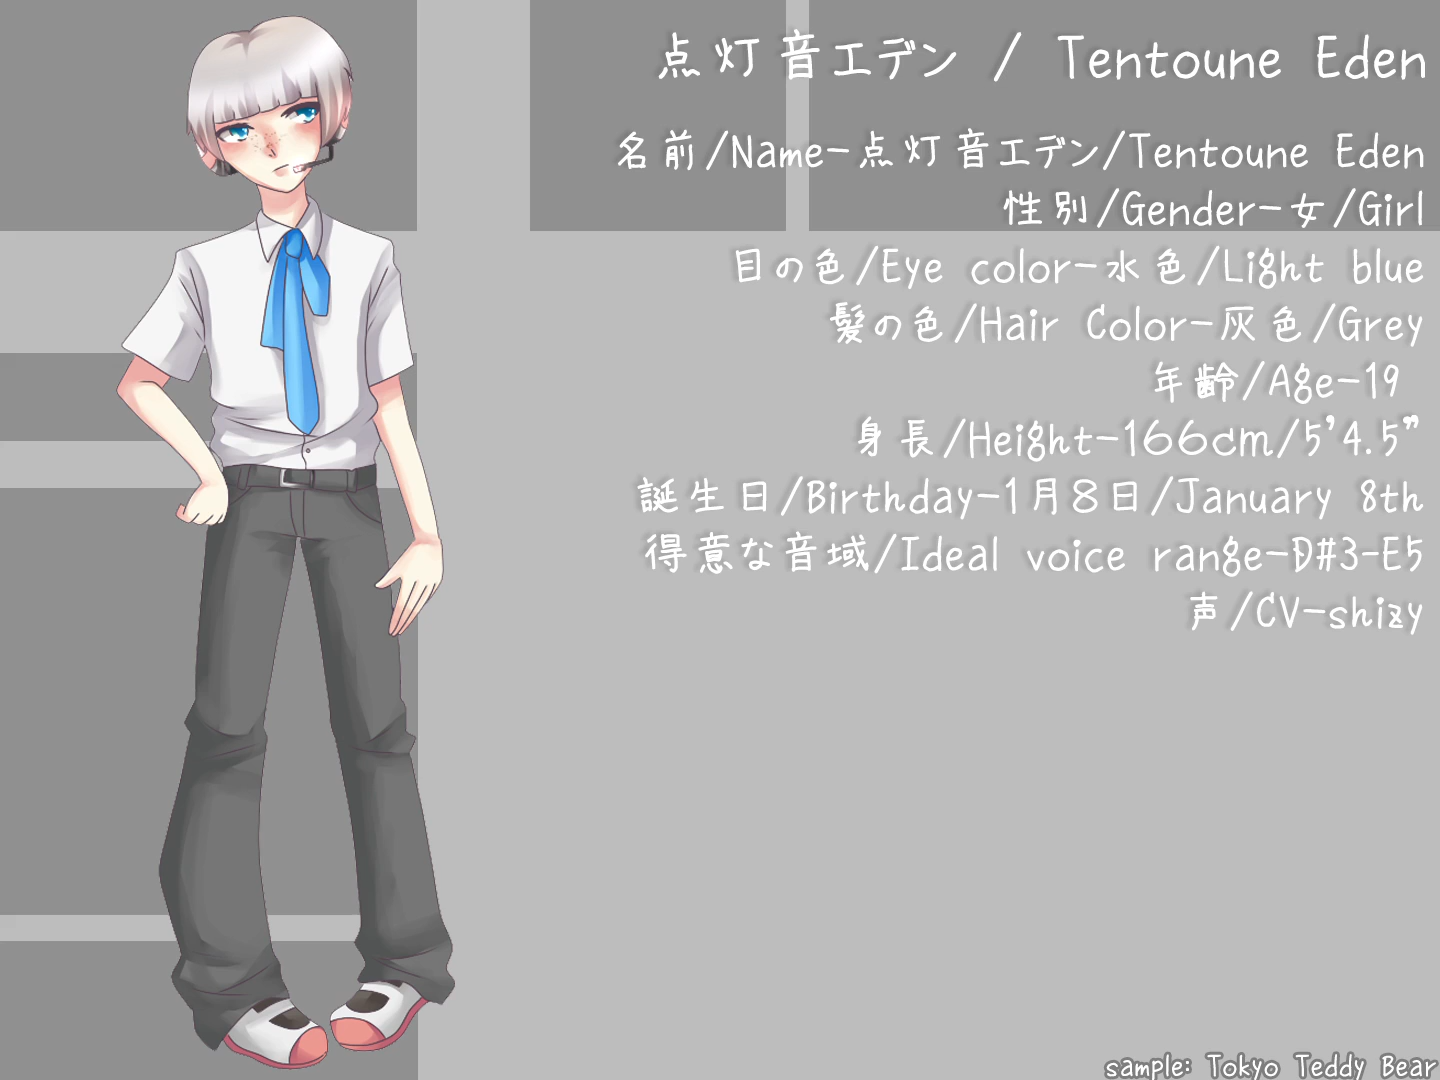 点灯音エデン / Tentoune Eden
名前/Name-点灯音エデン/Tentoune Eden
性別/Gender-女/Girl
目の色/Eye color-水色/Light blue
髪の色/Hair Color-灰色/Grey
年齢/Age-19
身長/Height-166cm/5'4.5"
誕生日/Birthday-1月8日/January 8th
得意な音域/Ideal voice range-D#3-E5
声/CV-shizy
sample: Tokyo Teddy Bear